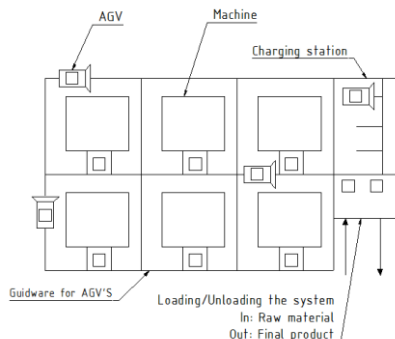 AGV
Machine
Charging station
Guidware for AGV'S
Loading/Unloading the system
In: Raw material
Out: Final product